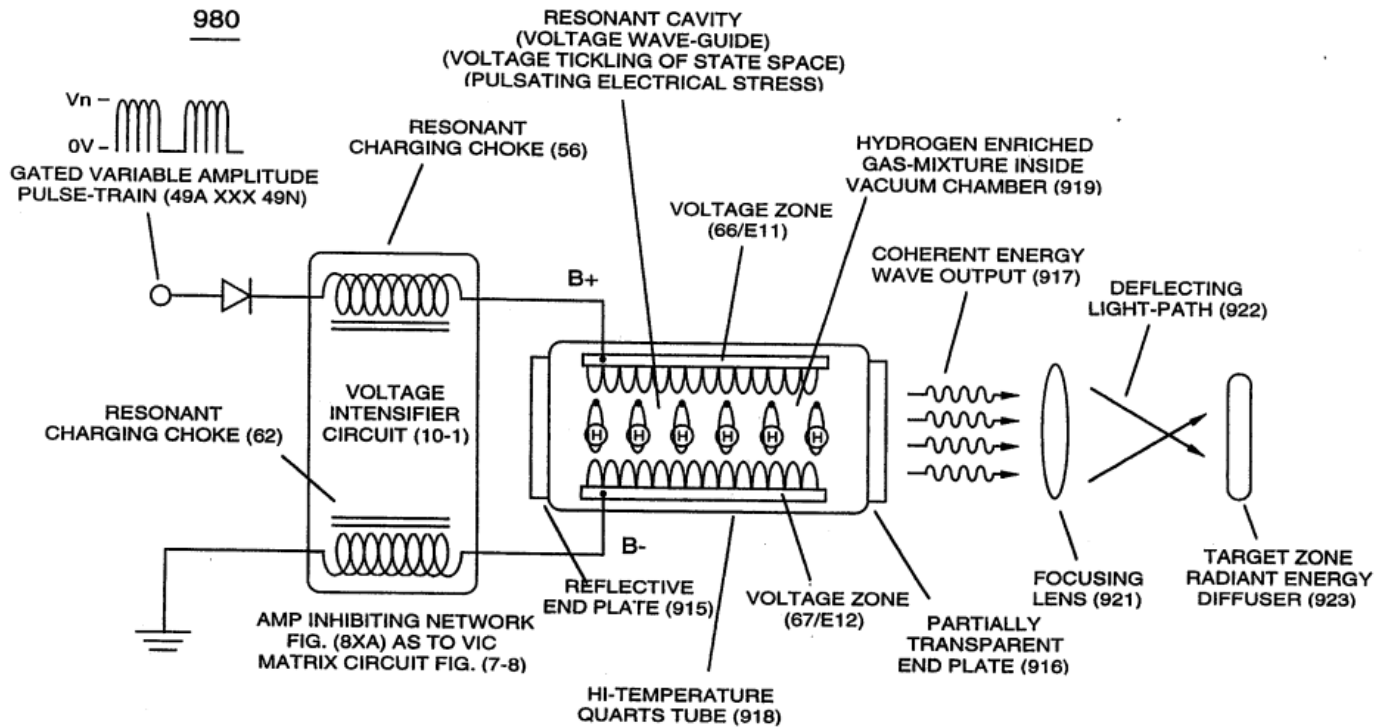 980
RESONANT CAVITY
(VOLTAGE WAVE-GUIDE)
(VOLTAGE TICKLING OF STATE SPACE)
(PULSATING ELECTRICAL STRESS)
Vn
0V
GATED VARIABLE AMPLITUDE
PULSE-TRAIN (49A XXX 49N)
RESONANT
CHARGING CHOKE (56)
HYDROGEN ENRICHED
GAS-MIXTURE INSIDE
VACUUM CHAMBER (919)
VOLTAGE ZONE
(66/E11)
COHERENT ENERGY
WAVE OUTPUT (917)
DEFLECTING
LIGHT-PATH (922)
B+
VOLTAGE
INTENSIFIER
CIRCUIT (10-1)
RESONANT
CHARGING CHOKE (62)
H H H H H H
B-
REFLECTIVE
END PLATE (915)
VOLTAGE ZONE
(67/E12)
FOCUSING
LENS (921)
TARGET ZONE
RADIANT ENERGY
DIFFUSER (923)
AMP INHIBITING NETWORK
FIG. (8XA) AS TO VIC
MATRIX CIRCUIT FIG. (7-8)
PARTIALLY
TRANSPARENT
END PLATE (916)
HI-TEMPERATURE
QUARTS TUBE (918)